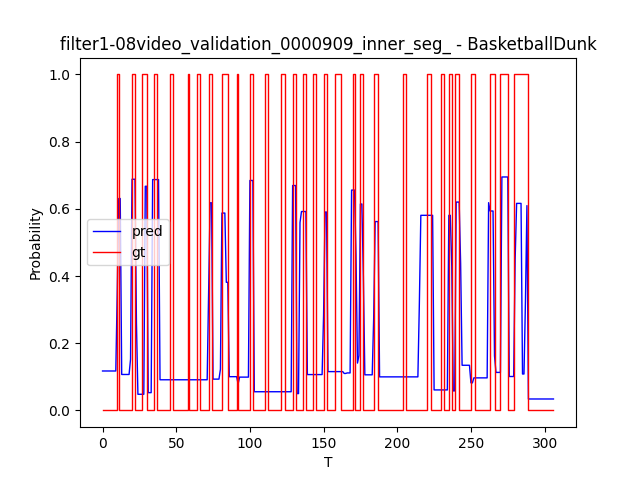 filter1-08video_validation_0000909_inner_seg_ - BasketballDunk
1.0
0.8
0.6
0.4
0.2
0.0
Probability
pred
gt
0 50 100 150 200 250 300
T